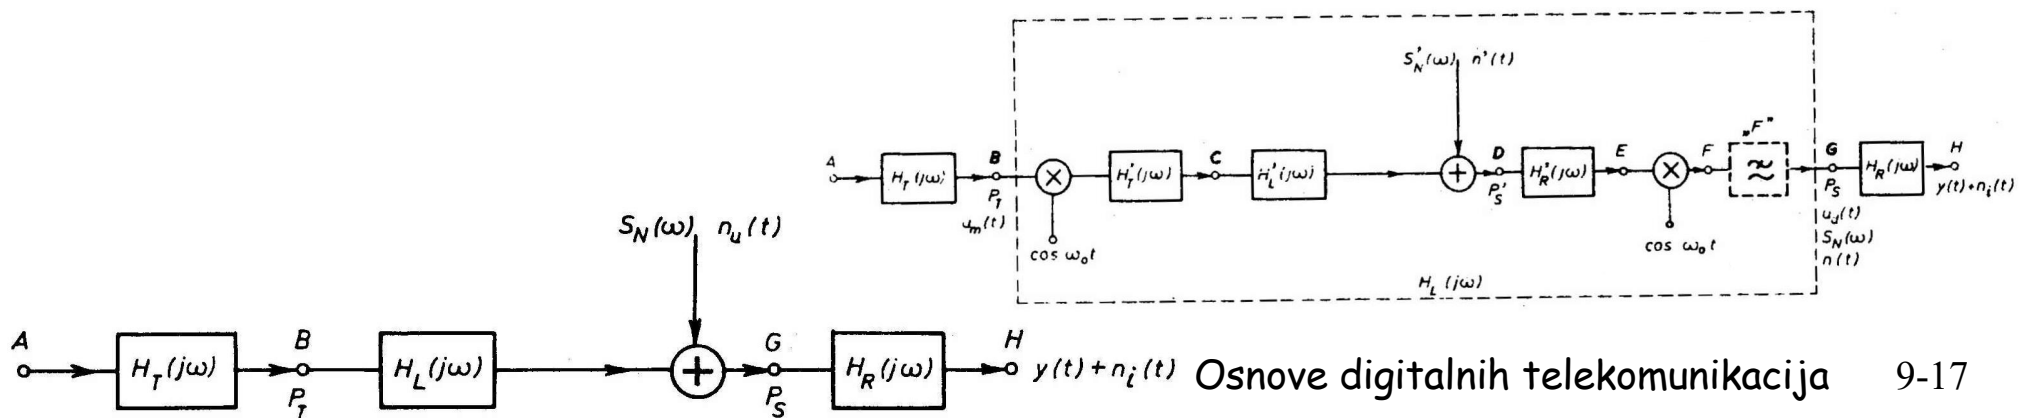 S'_N(ω) n'(t)
„F"
A H_T(jω) B H'_T(jω) C H'_L(jω) D H'_R(jω) E F G H_R(jω) H
P_T P'_S P_S y(t)+n_i(t)
u_m(t) u_d(t)
cos ω_0 t cos ω_0 t S_N(ω)
n(t)
H_L(jω)
S_N(ω) n_u(t)
A H_T(jω) B H_L(jω) G H_R(jω) H y(t)+n_i(t)
P_T P_S
Osnove digitalnih telekomunikacija 9-17